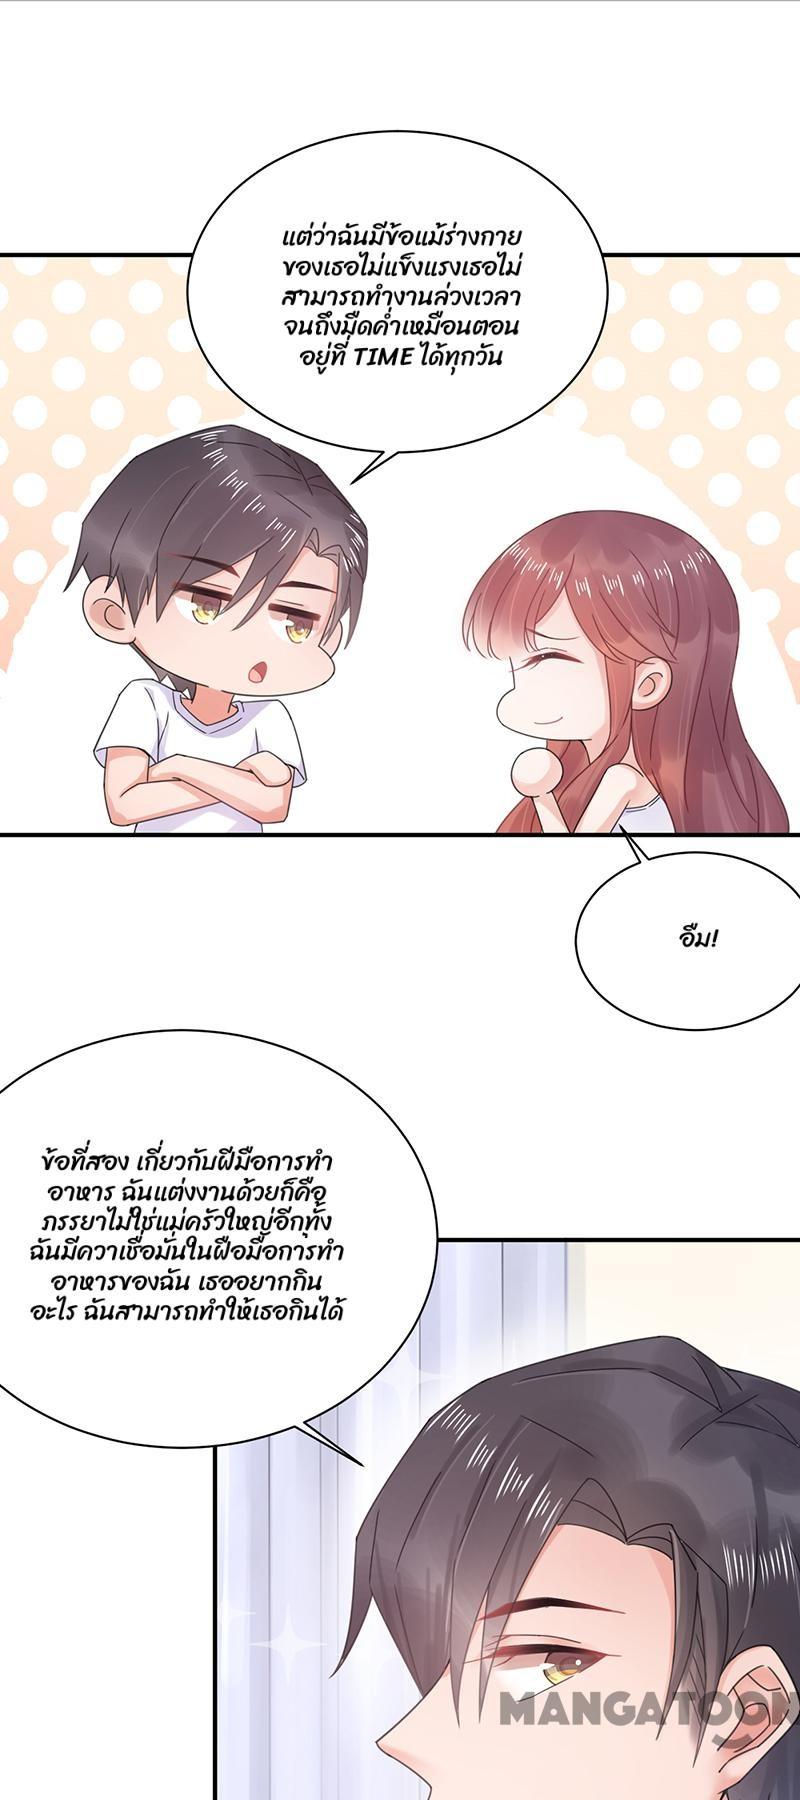 แต่ว่าฉันมีข้อแม้ร่างกาย
ของเธอไม่แข็งแรงเธอไม่
สามารถทำงานล่วงเวลา
จนถึงมืดค่ำเหมือนตอน
อยู่ที่ TIME ได้ทุกวัน
อืม!
ข้อที่สอง เกี่ยวกับฝีมือการทำ
อาหาร ฉันแต่งงานด้วยก็คือ
ภรรยาไม่ใช่แม่ครัวใหญ่อีกทั้ง
ฉันมีควาเชื่อมั่นในฝีอมือการทำ
อาหารของฉัน เธออยากกิน
อะไร ฉันสามารถทำให้เธอกินได้
MANGATOON